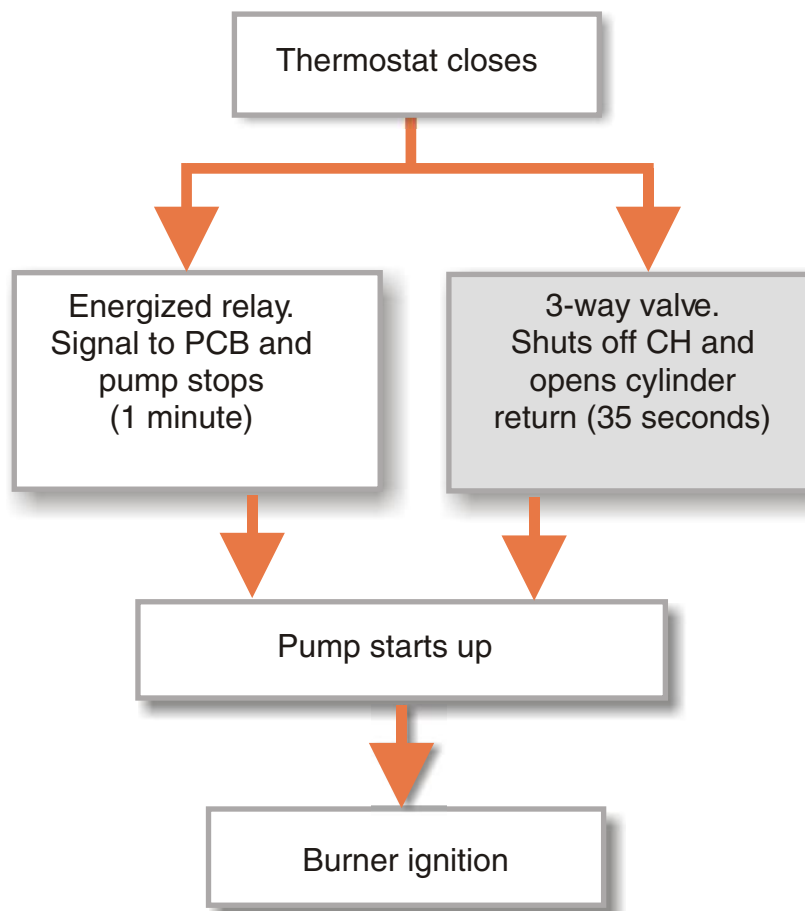 Thermostat closes
Energized relay.
Signal to PCB and
pump stops
(1 minute)
3-way valve.
Shuts off CH and
opens cylinder
return (35 seconds)
Pump starts up
Burner ignition